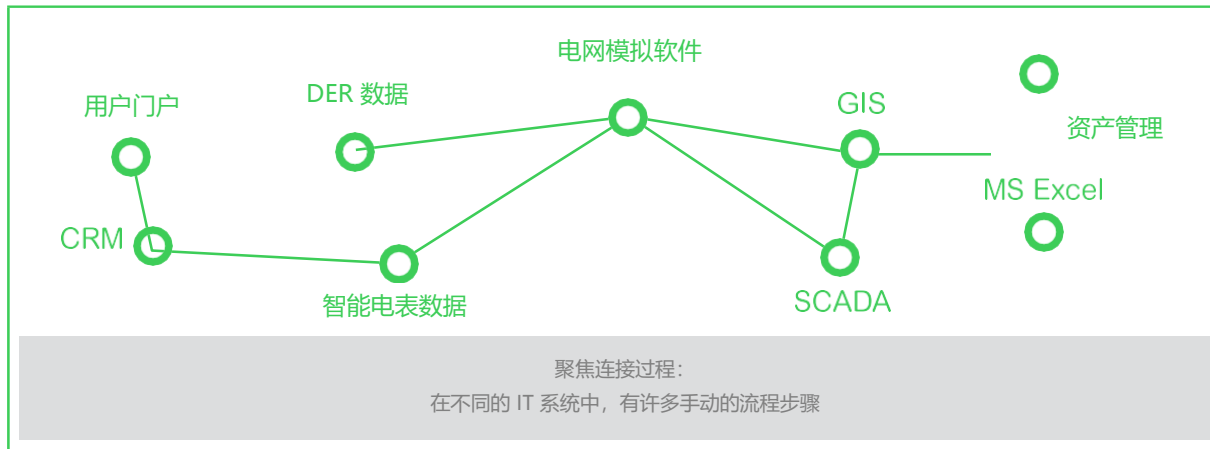 电网模拟软件
用户门户
DER 数据
GIS
资产管理
MS Excel
CRM
智能电表数据
SCADA
聚焦连接过程：
在不同的 IT 系统中，有许多手动的流程步骤